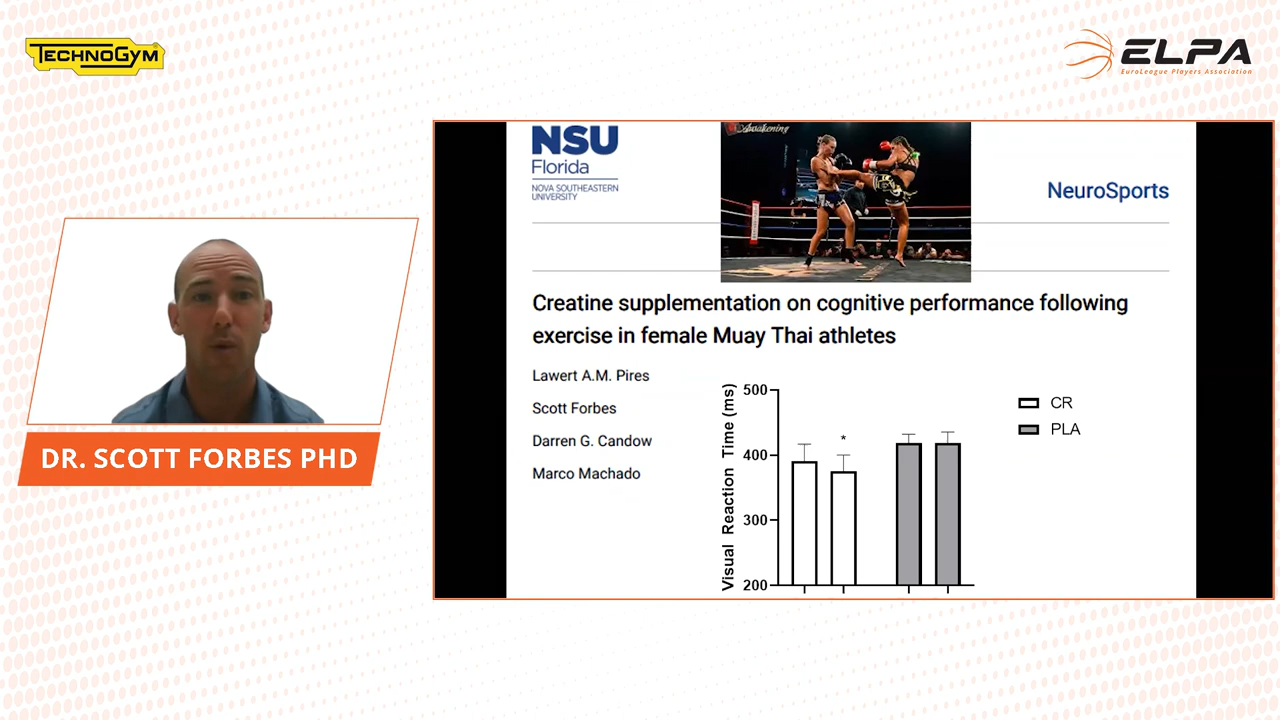 TECHNOGYM
ELPA
EuroLeague Players Association
NSU
Florida
NOVA SOUTHEASTERN
UNIVERSITY
Awakening
NeuroSports
Creatine supplementation on cognitive performance following
exercise in female Muay Thai athletes
Lawert A.M. Pires
Scott Forbes
Darren G. Candow
Marco Machado
Visual Reaction Time (ms)
500
400
300
200
*
CR
PLA
DR. SCOTT FORBES PHD